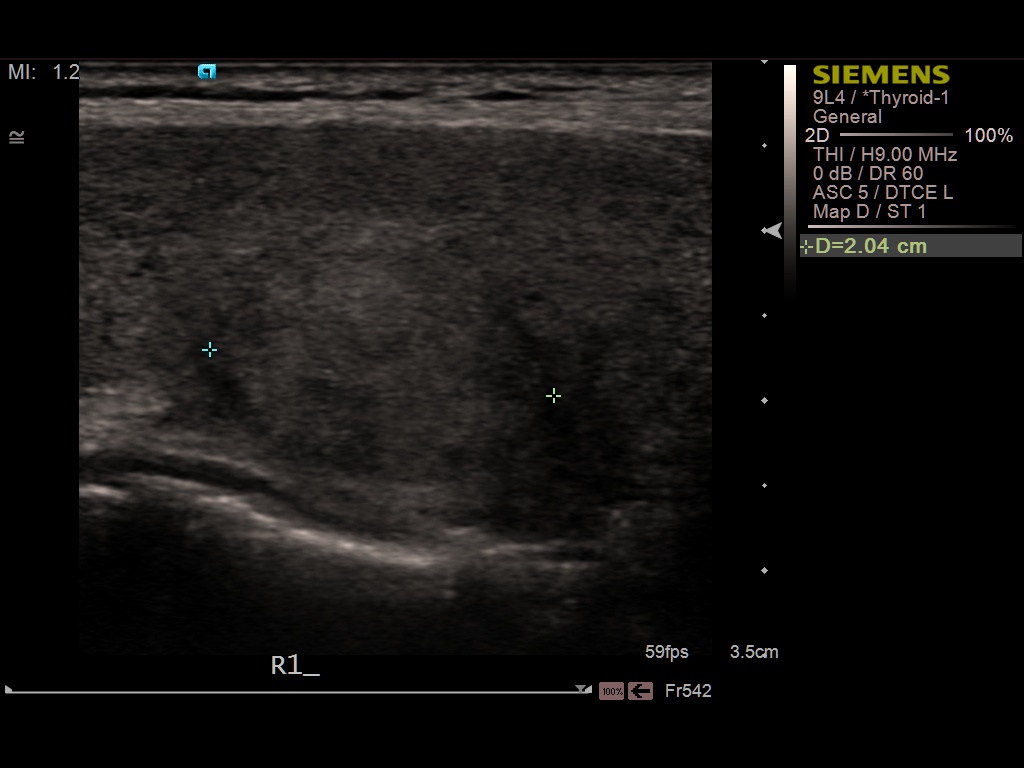 MI: 1.2
SIEMENS
9L4 / *Thyroid-1
General
2D 100%
THI / H9.00 MHz
0 dB / DR 60
ASC 5 / DTCE L
Map D / ST 1
D=2.04 cm
59fps 3.5cm
R1_
100% Fr542